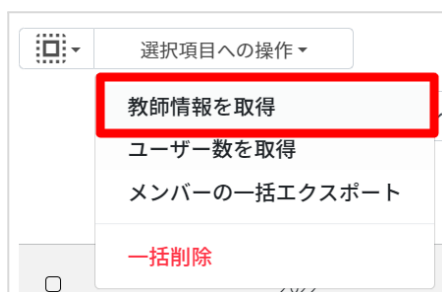 選択項目への操作
教師情報を取得
ユーザー数を取得
メンバーの一括エクスポート
一括削除